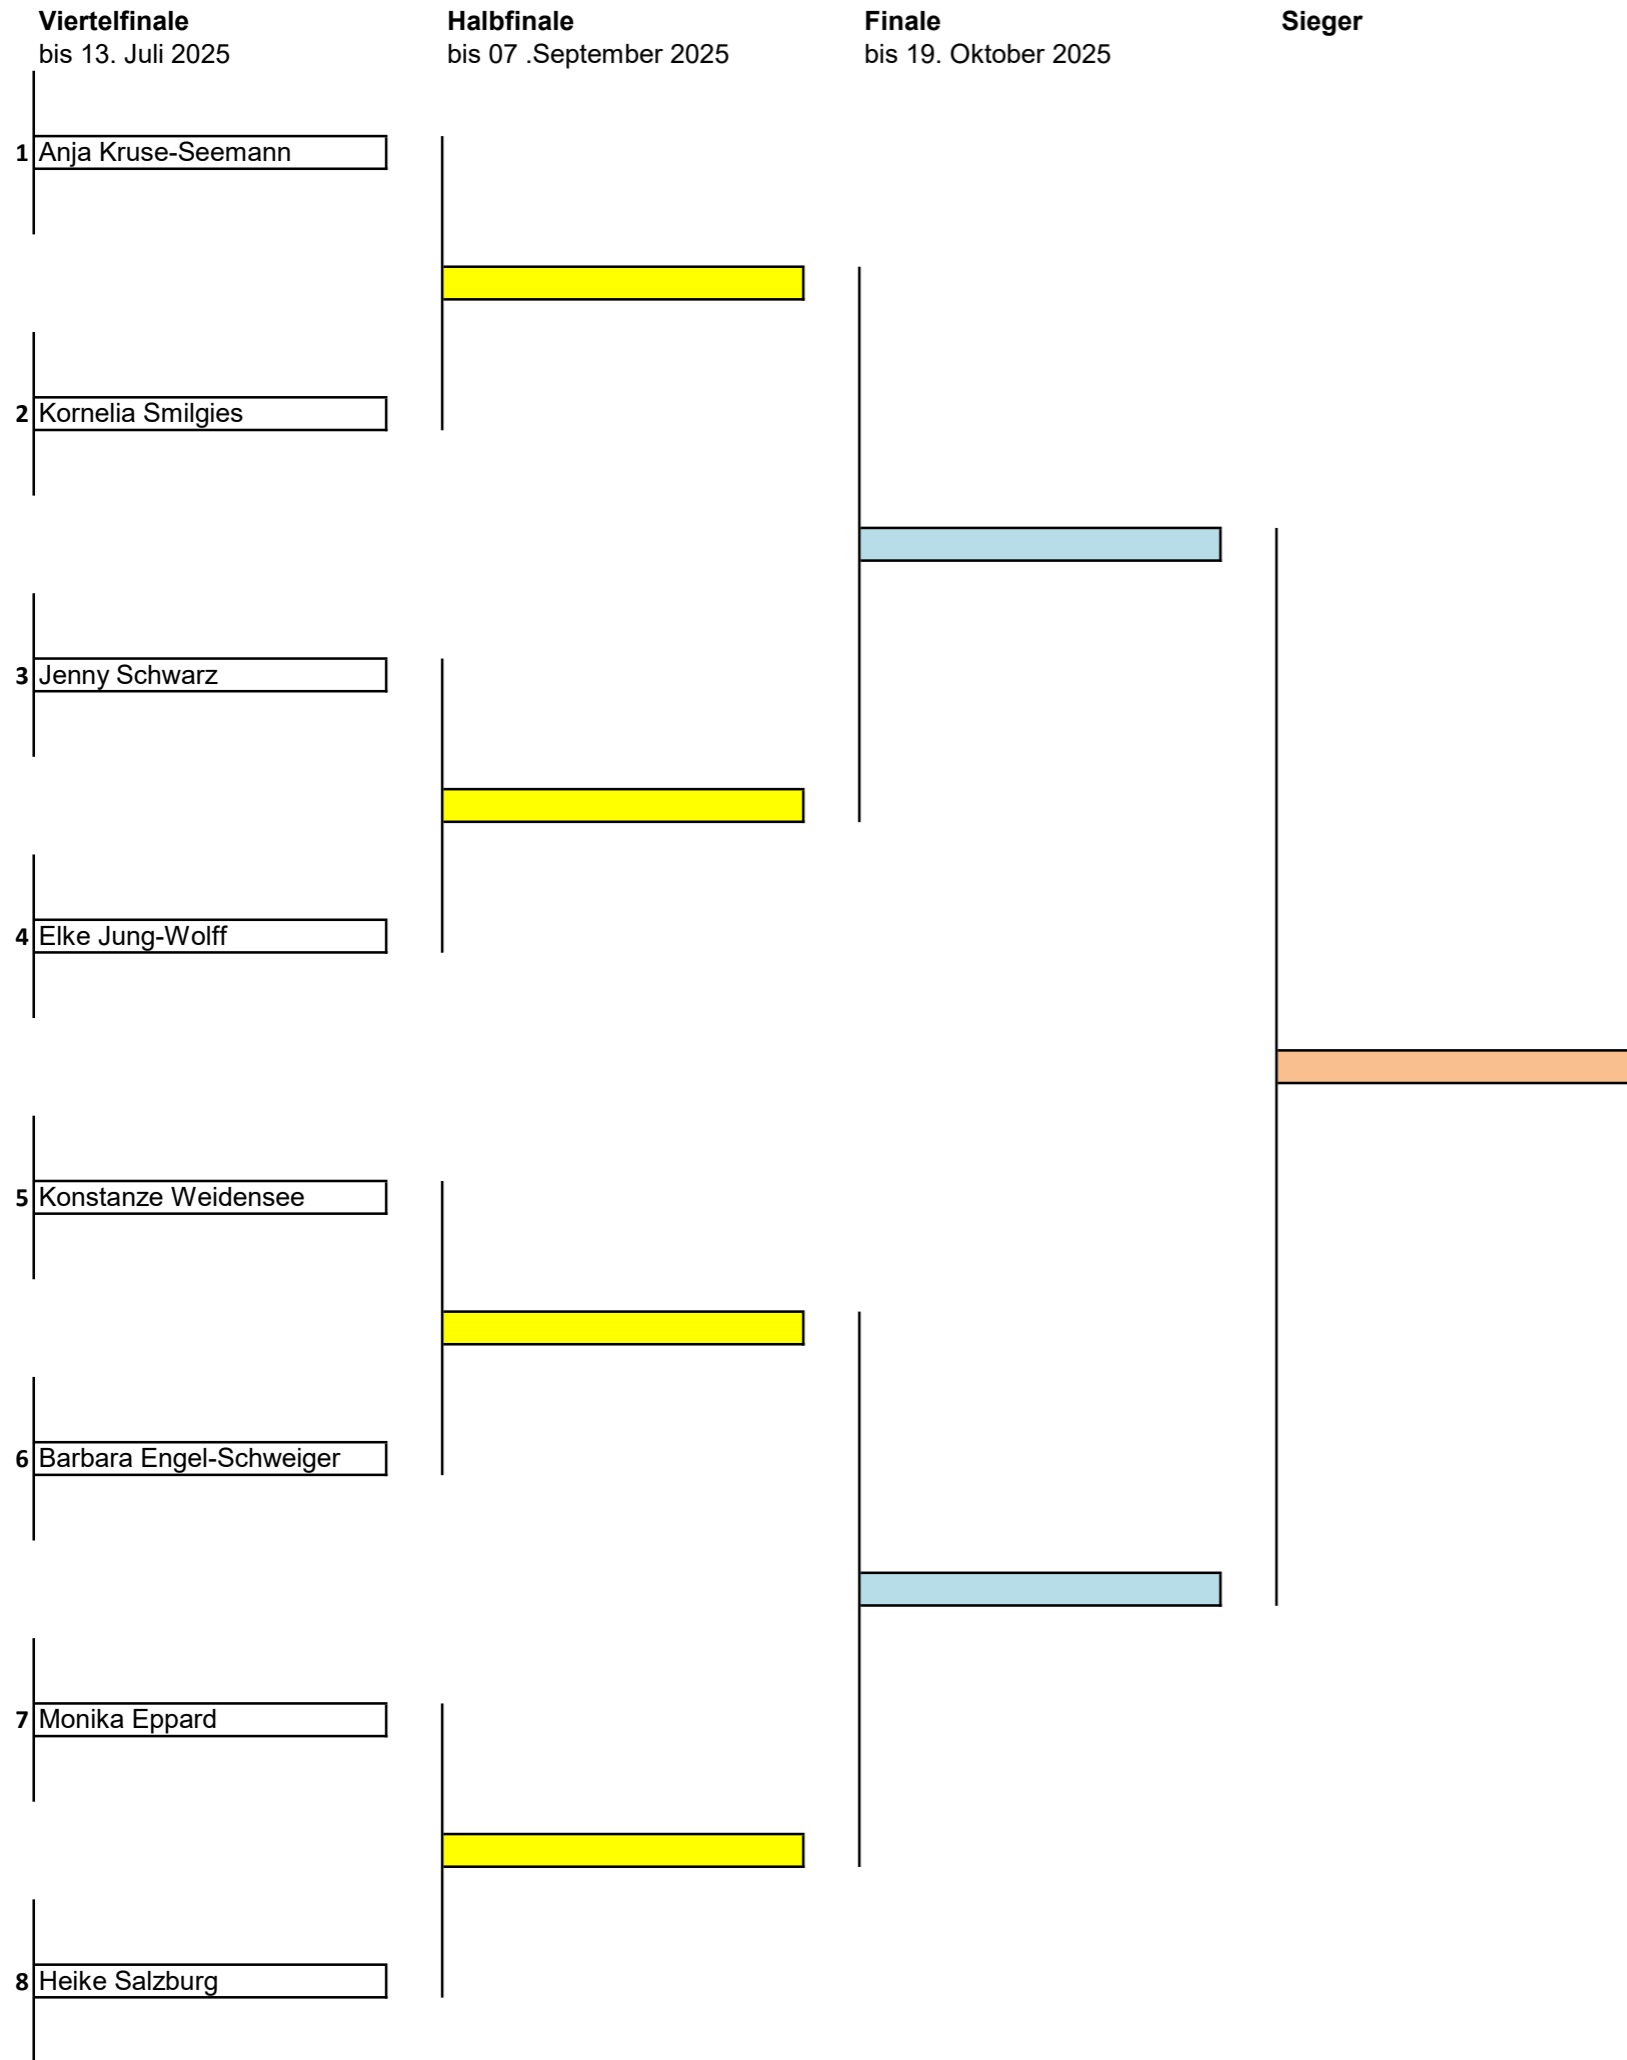 Viertelfinale Halbfinale Finale Sieger
bis 13. Juli 2025 bis 07 .September 2025 bis 19. Oktober 2025
1 Anja Kruse-Seemann
2 Kornelia Smilgies
3 Jenny Schwarz
4 Elke Jung-Wolff
5 Konstanze Weidensee
6 Barbara Engel-Schweiger
7 Monika Eppard
8 Heike Salzburg